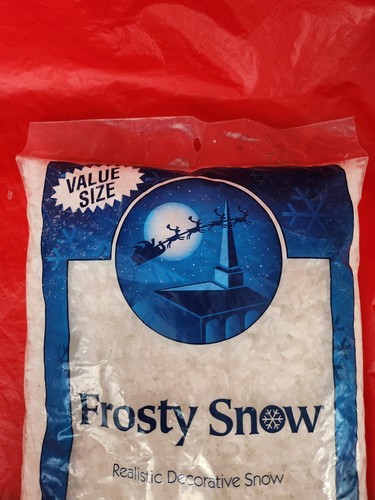 VALUE
SIZE
Frosty Snow
Realistic Decorative Snow